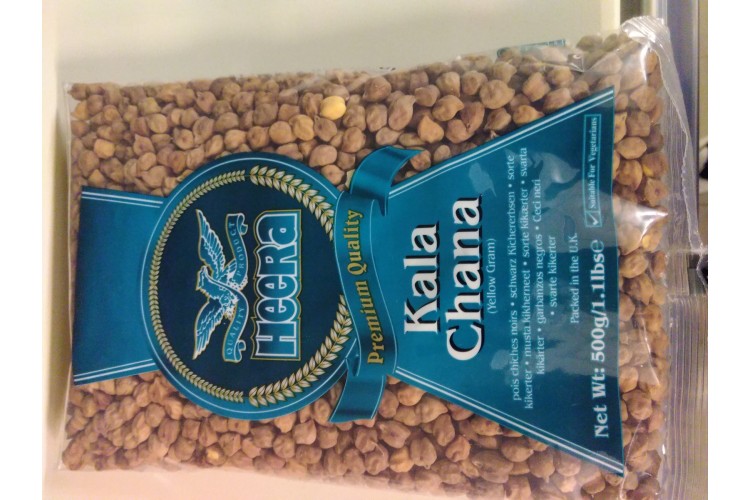 QUALITY PRODUCT
HEERA
Premium Quality
Kala
Chana
(Yellow Gram)
pois chiches noirs • schwarz Kichererbsen • sorte
kikerter • musta kikherneet • sorte kikærter • svarta
kikärter • garbanzos negros • Ceci neri
• svarte kikerter
Packed in the U.K.
Suitable For Vegetarians
Net Wt: 500g/1.1lbs℮